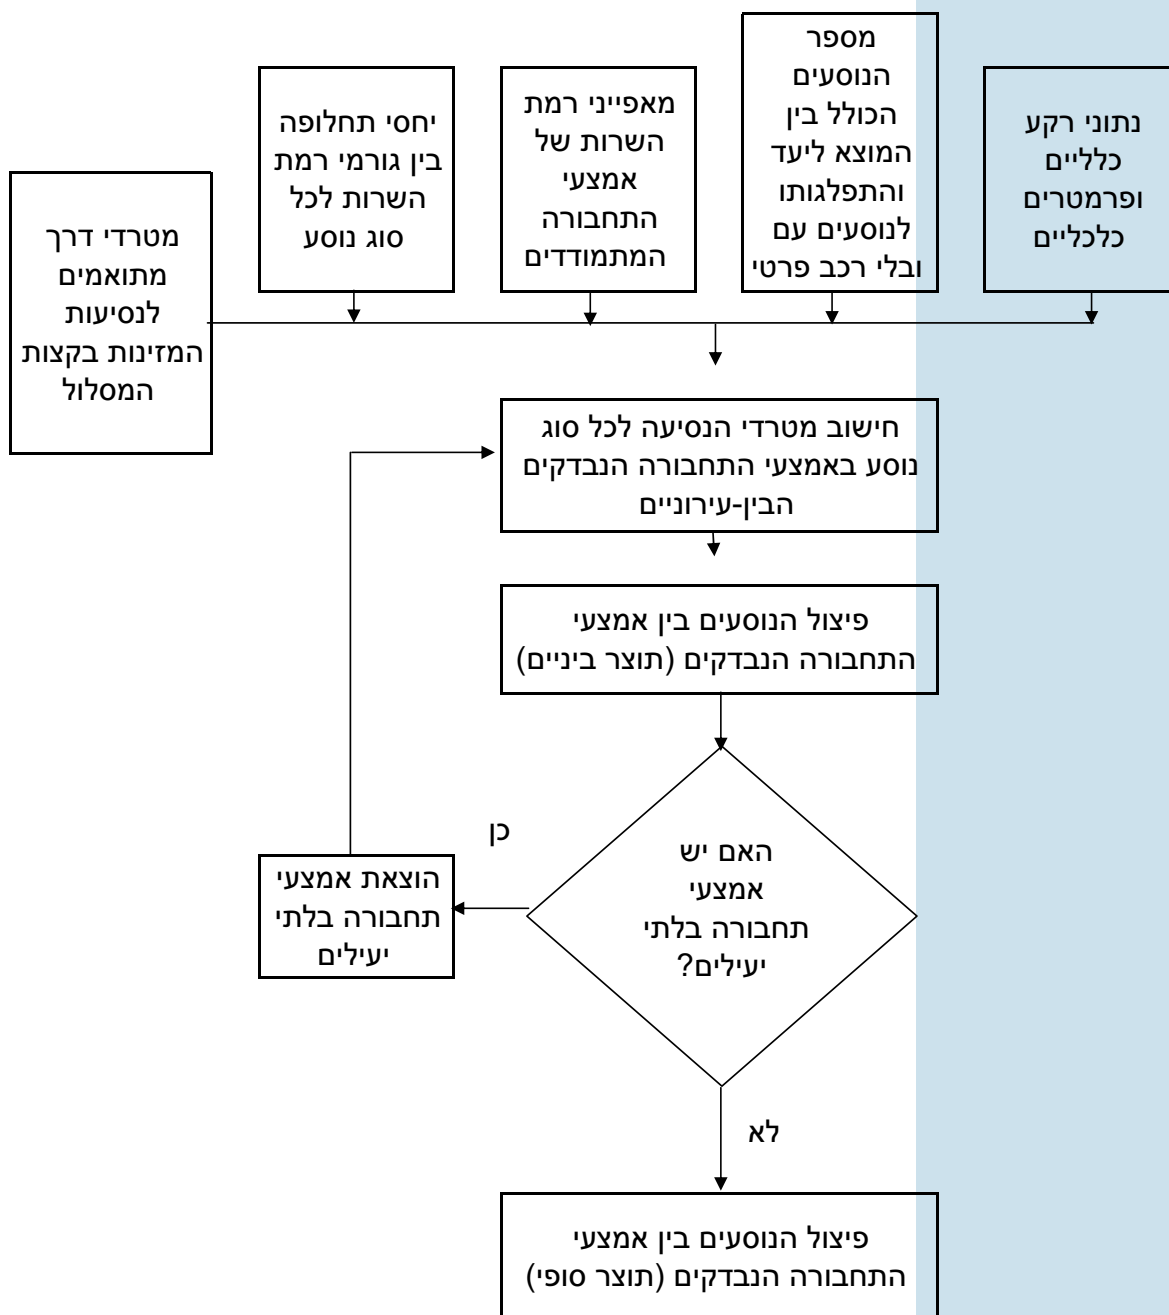 נתוני רקע
כלליים
ופרמטרים
כלכליים
מספר
הנוסעים
הכולל בין
המוצא ליעד
והתפלגותו
לנוסעים עם
ובלי רכב פרטי
מאפייני רמת
השרות של
אמצעי
התחבורה
המתמודדים
יחסי תחלופה
בין גורמי רמת
השרות לכל
סוג נוסע
מטרדי דרך
מתואמים
לנסיעות
המזינות בקצות
המסלול
חישוב מטרדי הנסיעה לכל סוג
נוסע באמצעי התחבורה הנבדקים
הבין-עירוניים
פיצול הנוסעים בין אמצעי
התחבורה הנבדקים (תוצר ביניים)
האם יש
אמצעי
תחבורה בלתי
יעילים?
כן
הוצאת אמצעי
תחבורה בלתי
יעילים
לא
פיצול הנוסעים בין אמצעי
התחבורה הנבדקים (תוצר סופי)